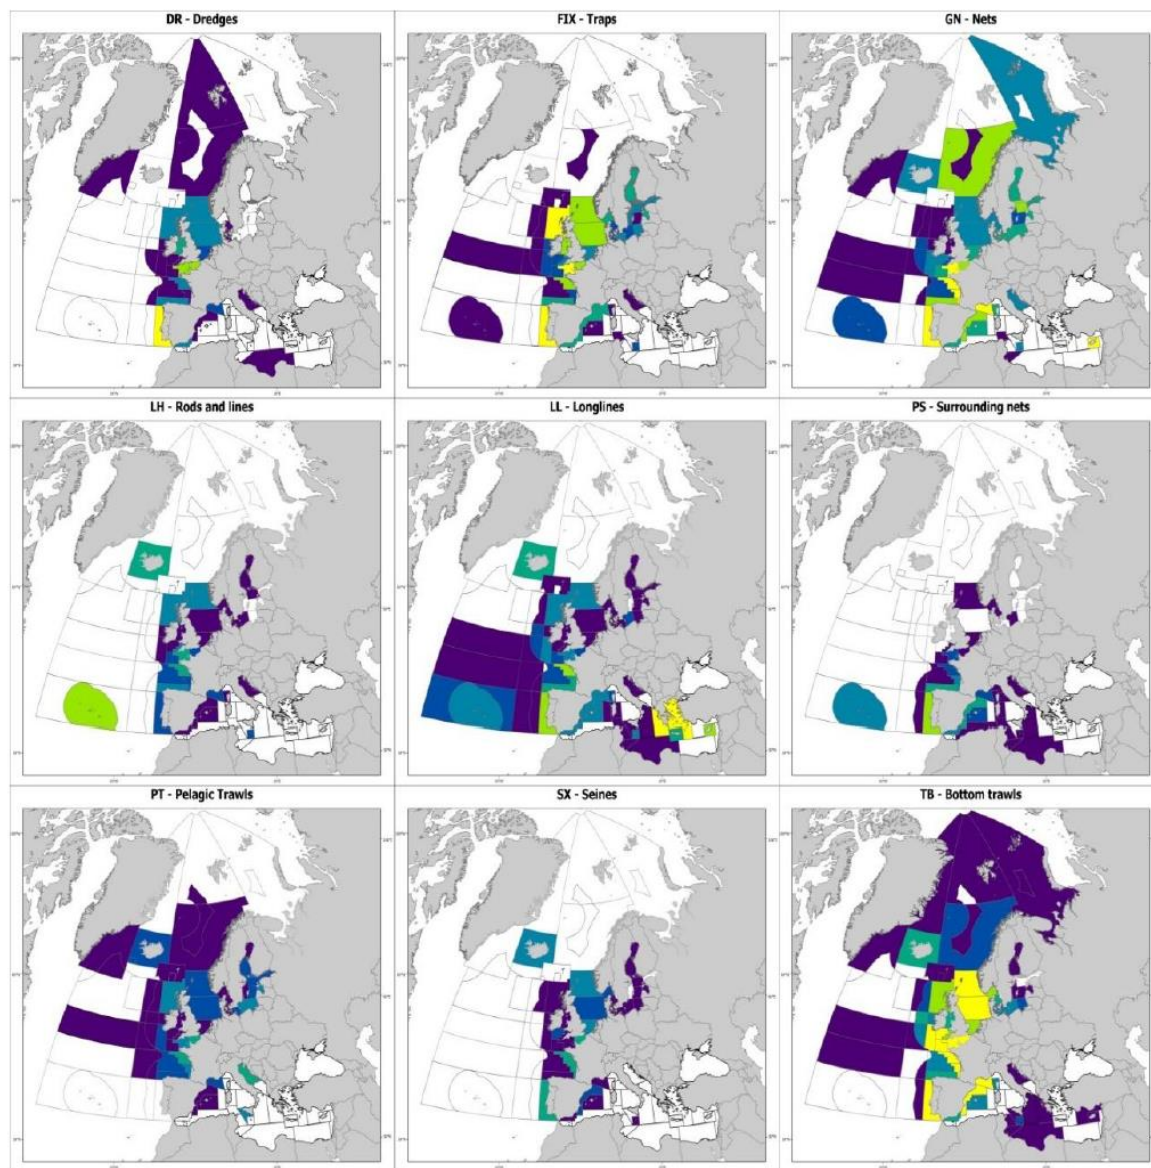 DR - Dredges
FIX - Traps
GN - Nets
LH - Rods and lines
LL - Longlines
PS - Surrounding nets
PT - Pelagic Trawls
SX - Seines
TB - Bottom trawls